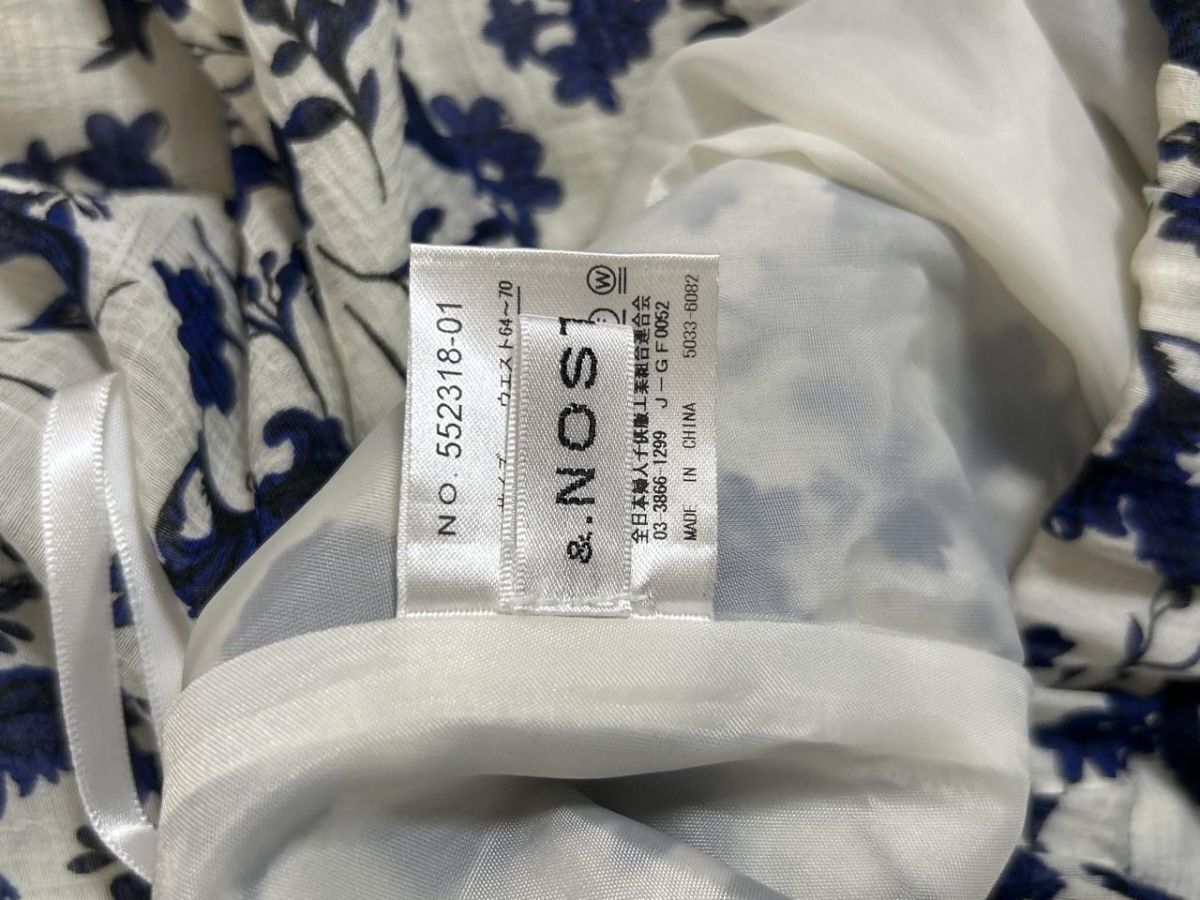 NO. 552318-01
サイズ ウエスト64～70
&.NOST
W
全日本婦人子供服工業組合連合会
03-3866-1299 J-GF0052
MADE IN CHINA 5033-6082